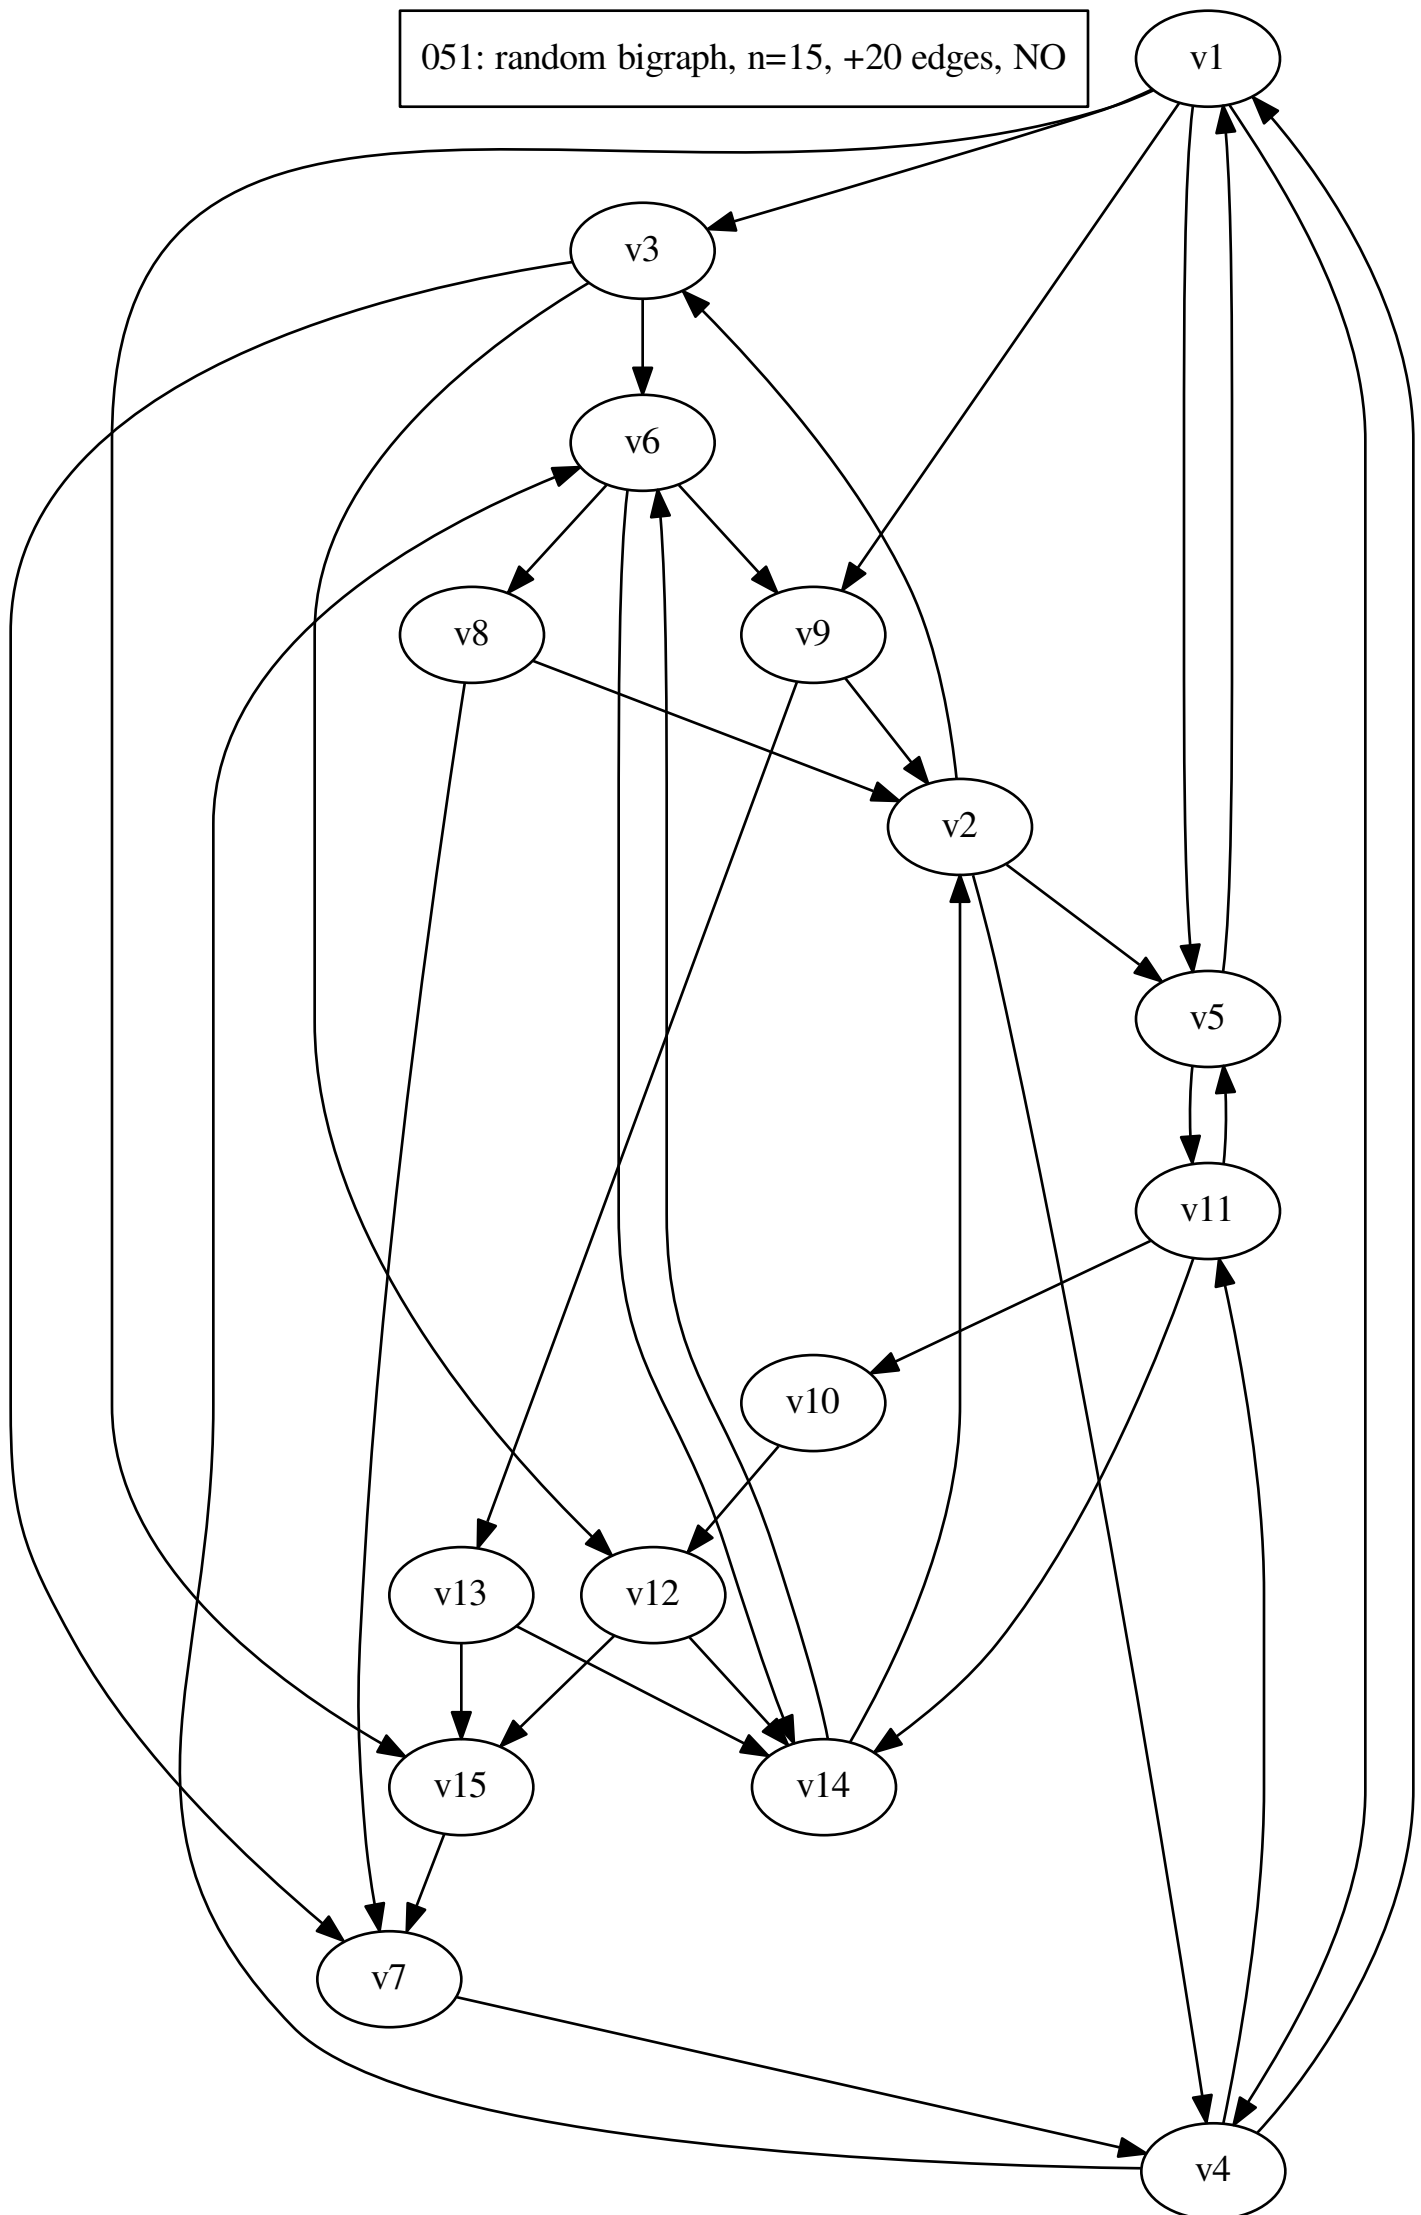 051: random bigraph, n=15, +20 edges, NO
v1
v3
v6
v8
v9
v2
v5
v11
v10
v13
v12
v15
v14
v7
v4